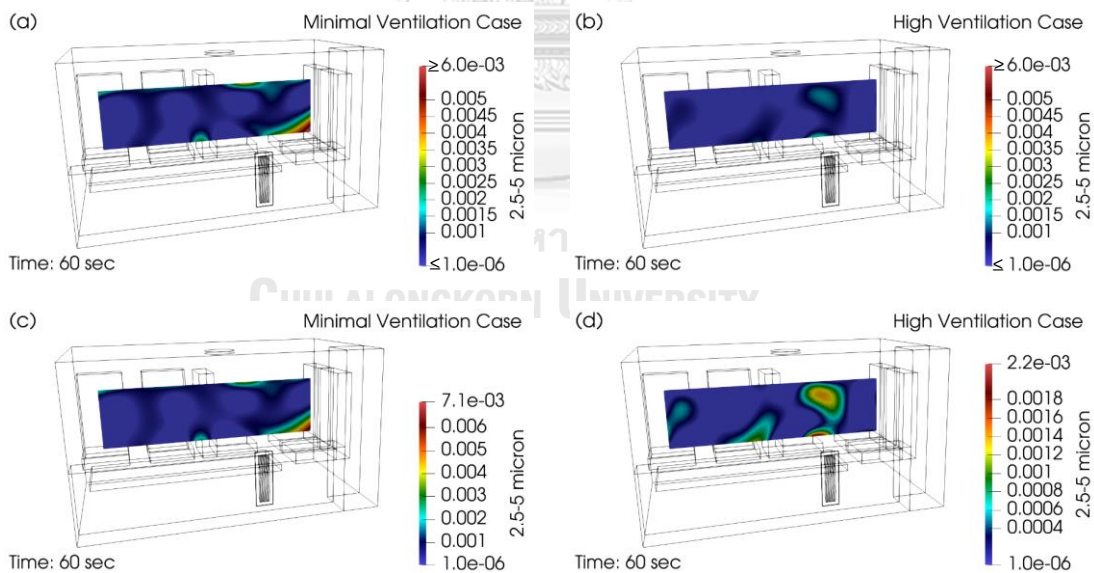 (a) Minimal Ventilation Case
≥6.0e-03
0.005
0.0045
0.004
0.0035
0.003
0.0025
0.002
0.0015
0.001
≤1.0e-06
2.5-5 micron
Time: 60 sec
(b) High Ventilation Case
≥6.0e-03
0.005
0.0045
0.004
0.0035
0.003
0.0025
0.002
0.0015
0.001
≤1.0e-06
2.5-5 micron
Time: 60 sec
CHULALONGKORN UNIVERSITY
(c) Minimal Ventilation Case
7.1e-03
0.006
0.005
0.004
0.003
0.002
0.001
1.0e-06
2.5-5 micron
Time: 60 sec
(d) High Ventilation Case
2.2e-03
0.0018
0.0016
0.0014
0.0012
0.001
0.0008
0.0006
0.0004
1.0e-06
2.5-5 micron
Time: 60 sec